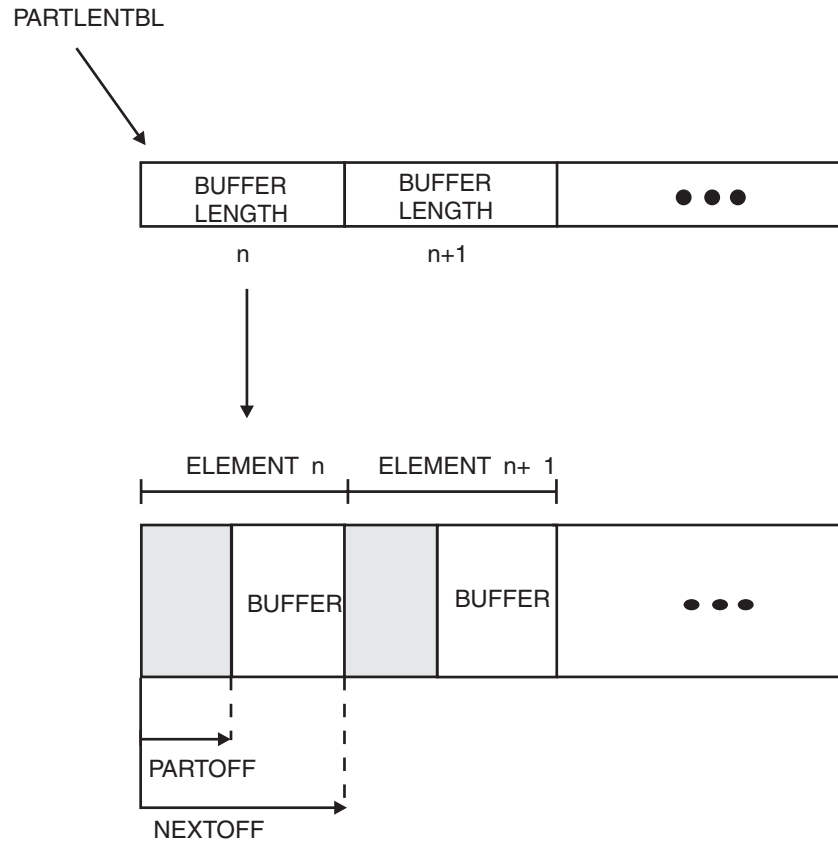 PARTLENTBL
BUFFER LENGTH
BUFFER LENGTH
n
n+1
ELEMENT n
ELEMENT n+ 1
BUFFER
BUFFER
PARTOFF
NEXTOFF